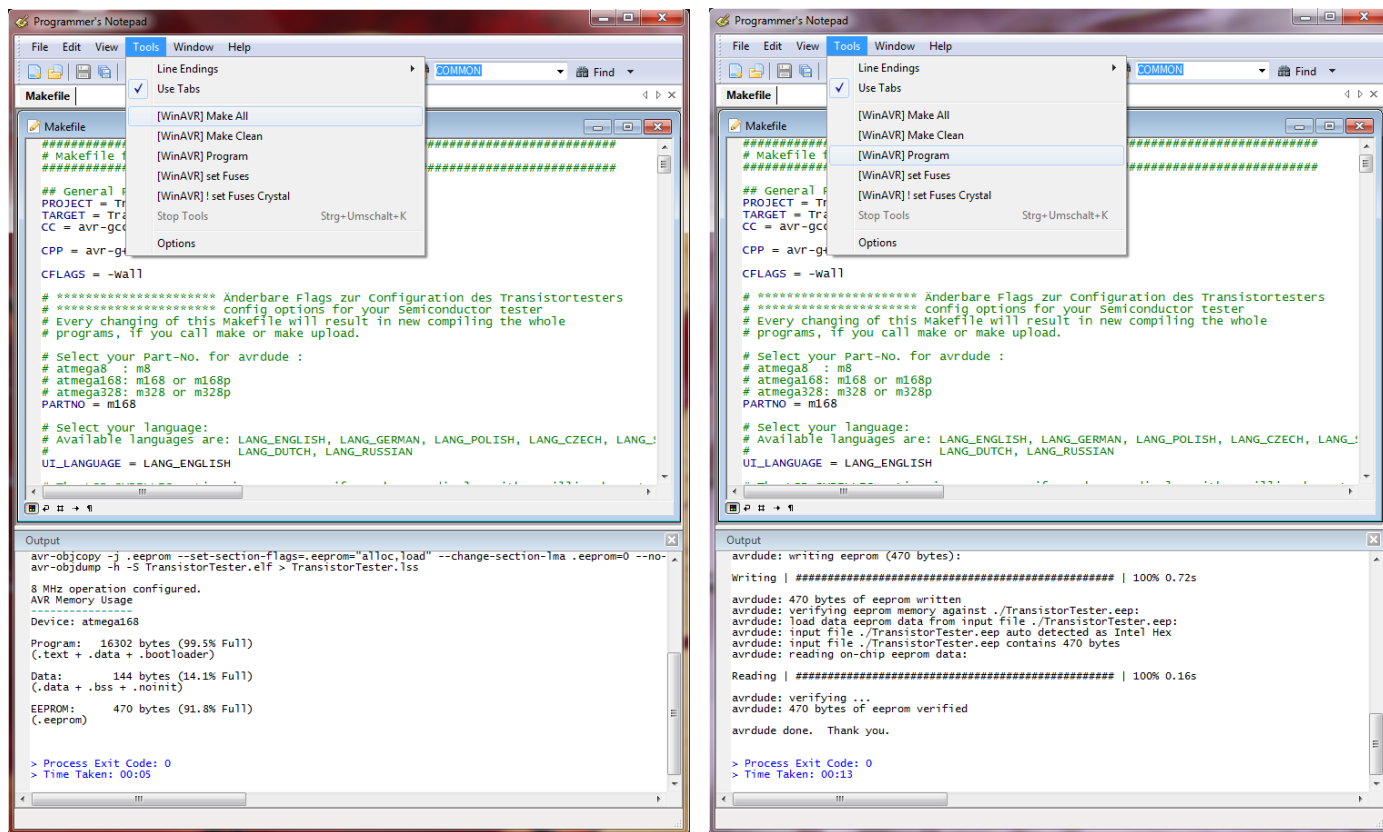 Programmer's Notepad
File Edit View Tools Window Help
COMMON Find
Line Endings
Use Tabs
[WinAVR] Make All
[WinAVR] Make Clean
[WinAVR] Program
[WinAVR] set Fuses
[WinAVR] ! set Fuses Crystal
Stop Tools Strg+Umschalt+K
Options
Makefile
Makefile
# Makefile
## General
PROJECT =
TARGET =
CC = avr-gcc
CPP = avr-g+
CFLAGS = -Wall
# ********************** Änderbare Flags zur Configuration des Transistortesters
# ********************** config options for your Semiconductor tester
# Every changing of this Makefile will result in new compiling the whole
# programs, if you call make or make upload.
# Select your Part-No. for avrdude :
# atmega8 : m8
# atmega168: m168 or m168p
# atmega328: m328 or m328p
PARTNO = m168
# Select your language:
# Available languages are: LANG_ENGLISH, LANG_GERMAN, LANG_POLISH, LANG_CZECH,
# LANG_DUTCH, LANG_RUSSIAN
UI_LANGUAGE = LANG_ENGLISH
Output
avr-objcopy -j .eeprom --set-section-flags=.eeprom="alloc,load" --change-section-lma .eeprom=0 --no-
avr-objdump -h -S TransistorTester.elf > TransistorTester.lss
8 MHz operation configured.
AVR Memory Usage
----------------
Device: atmega168
Program: 16302 bytes (99.5% Full)
(.text + .data + .bootloader)
Data: 144 bytes (14.1% Full)
(.data + .bss + .noinit)
EEPROM: 470 bytes (91.8% Full)
(.eeprom)
> Process Exit Code: 0
> Time Taken: 00:05
Programmer's Notepad
File Edit View Tools Window Help
COMMON Find
Line Endings
Use Tabs
[WinAVR] Make All
[WinAVR] Make Clean
[WinAVR] Program
[WinAVR] set Fuses
[WinAVR] ! set Fuses Crystal
Stop Tools Strg+Umschalt+K
Options
Makefile
Makefile
# Makefile
## General
PROJECT =
TARGET =
CC = avr-gcc
CPP = avr-g+
CFLAGS = -Wall
# ********************** Änderbare Flags zur Configuration des Transistortesters
# ********************** config options for your Semiconductor tester
# Every changing of this Makefile will result in new compiling the whole
# programs, if you call make or make upload.
# Select your Part-No. for avrdude :
# atmega8 : m8
# atmega168: m168 or m168p
# atmega328: m328 or m328p
PARTNO = m168
# Select your language:
# Available languages are: LANG_ENGLISH, LANG_GERMAN, LANG_POLISH, LANG_CZECH,
# LANG_DUTCH, LANG_RUSSIAN
UI_LANGUAGE = LANG_ENGLISH
Output
avrdude: writing eeprom (470 bytes):
Writing | ################################################## | 100% 0.72s
avrdude: 470 bytes of eeprom written
avrdude: verifying eeprom memory against ./TransistorTester.eep:
avrdude: load data eeprom data from input file ./TransistorTester.eep:
avrdude: input file ./TransistorTester.eep auto detected as Intel Hex
avrdude: input file ./TransistorTester.eep contains 470 bytes
avrdude: reading on-chip eeprom data:
Reading | ################################################## | 100% 0.16s
avrdude: verifying ...
avrdude: 470 bytes of eeprom verified
avrdude done. Thank you.
> Process Exit Code: 0
> Time Taken: 00:13